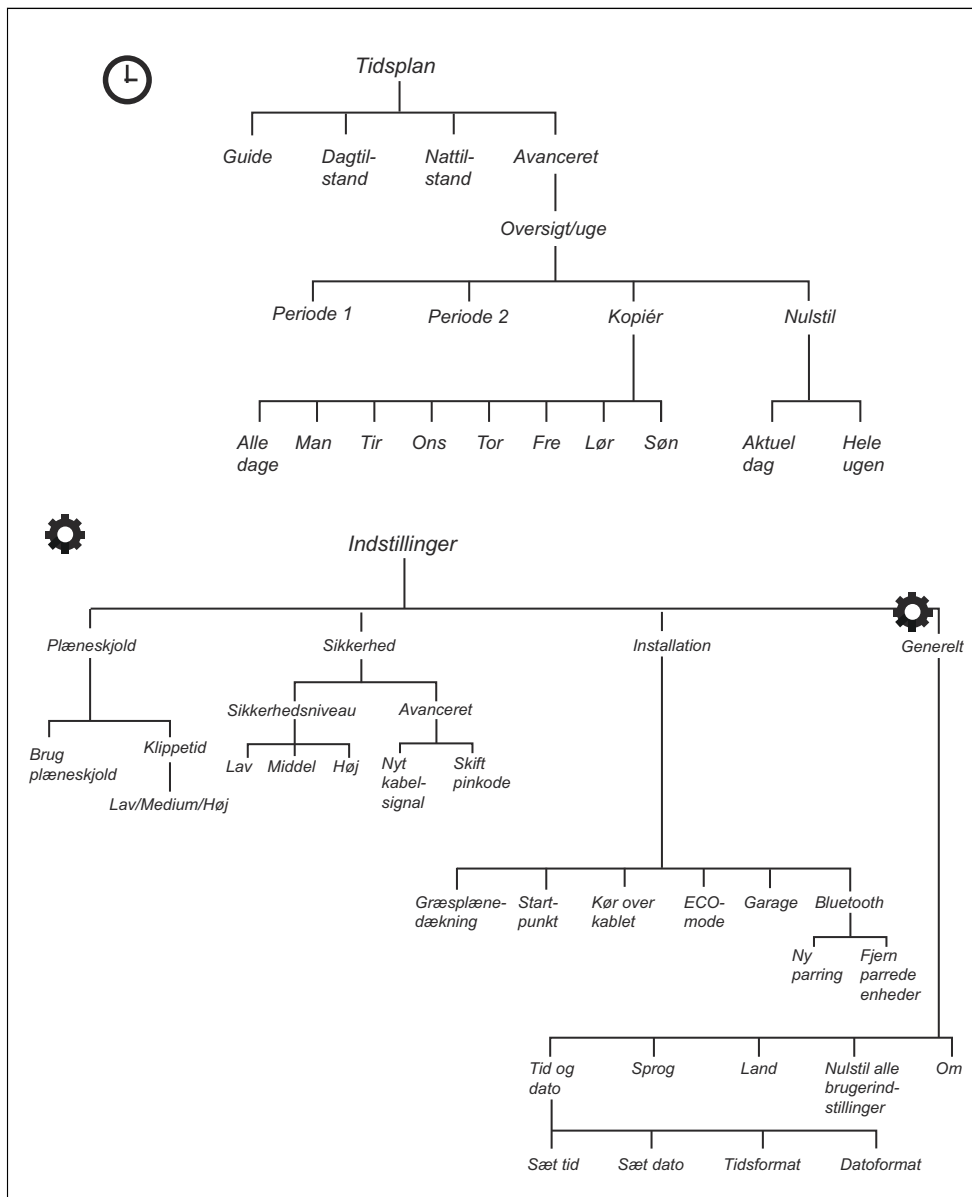 Tidsplan
Guide
Dagtil-
stand
Nattil-
stand
Avanceret
Oversigt/uge
Periode 1
Periode 2
Kopiér
Nulstil
Alle
dage
Man
Tir
Ons
Tor
Fre
Lør
Søn
Aktuel
dag
Hele
ugen
Indstillinger
Plæneskjold
Sikkerhed
Installation
Generelt
Brug
plæneskjold
Klippetid
Lav/Medium/Høj
Sikkerhedsniveau
Avanceret
Lav
Middel
Høj
Nyt
kabel-
signal
Skift
pinkode
Græsplæne-
dækning
Start-
punkt
Kør over
kablet
ECO-
mode
Garage
Bluetooth
Ny
parring
Fjern
parrede
enheder
Tid og
dato
Sprog
Land
Nulstil alle
brugerind-
stillinger
Om
Sæt tid
Sæt dato
Tidsformat
Datoformat